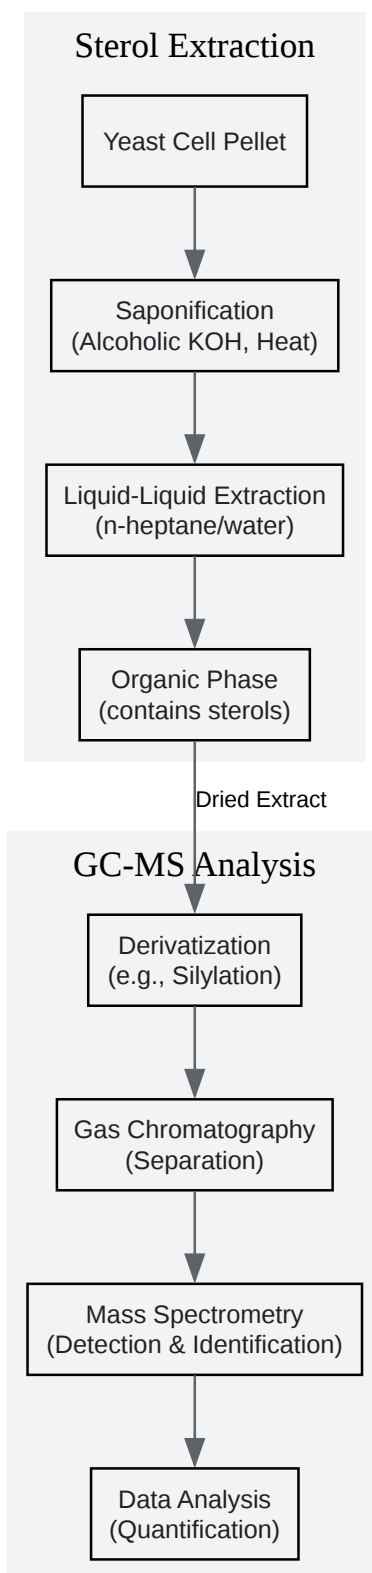 Sterol Extraction
Yeast Cell Pellet
Saponification
(Alcoholic KOH, Heat)
Liquid-Liquid Extraction
(n-heptane/water)
Organic Phase
(contains sterols)
Dried Extract
GC-MS Analysis
Derivatization
(e.g., Silylation)
Gas Chromatography
(Separation)
Mass Spectrometry
(Detection & Identification)
Data Analysis
(Quantification)